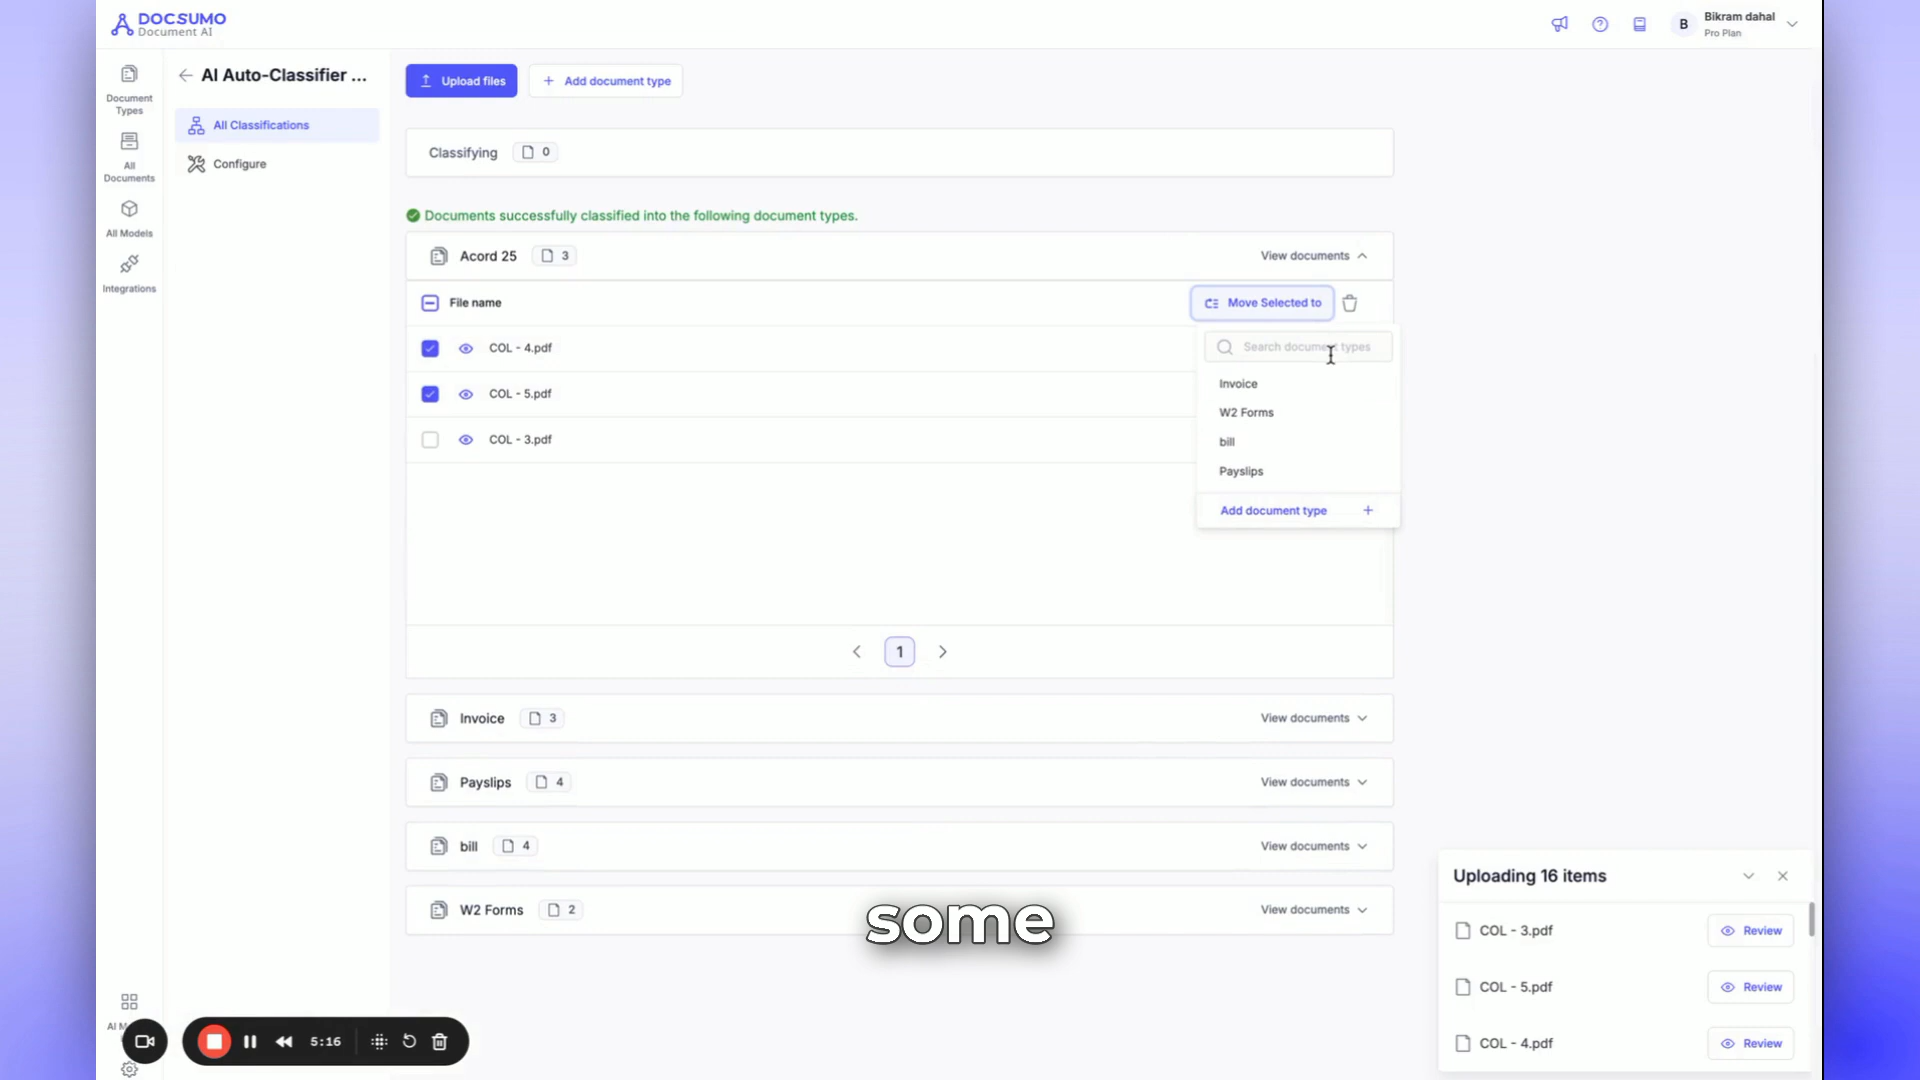 DOCSUMO
Document AI
Bikram dahal
Pro Plan
B
Document
Types
All
Documents
All Models
Integrations
AI Auto-Classifier ...
All Classifications
Configure
Upload files
Add document type
Classifying 0
Documents successfully classified into the following document types.
Acord 25 3 View documents
File name Move Selected to
COL - 4.pdf
COL - 5.pdf
COL - 3.pdf
Search document types
Invoice
W2 Forms
bill
Payslips
Add document type +
1
Invoice 3 View documents
Payslips 4 View documents
bill 4 View documents
W2 Forms 2 View documents
some
Uploading 16 items
COL - 3.pdf Review
COL - 5.pdf Review
COL - 4.pdf Review
5:16